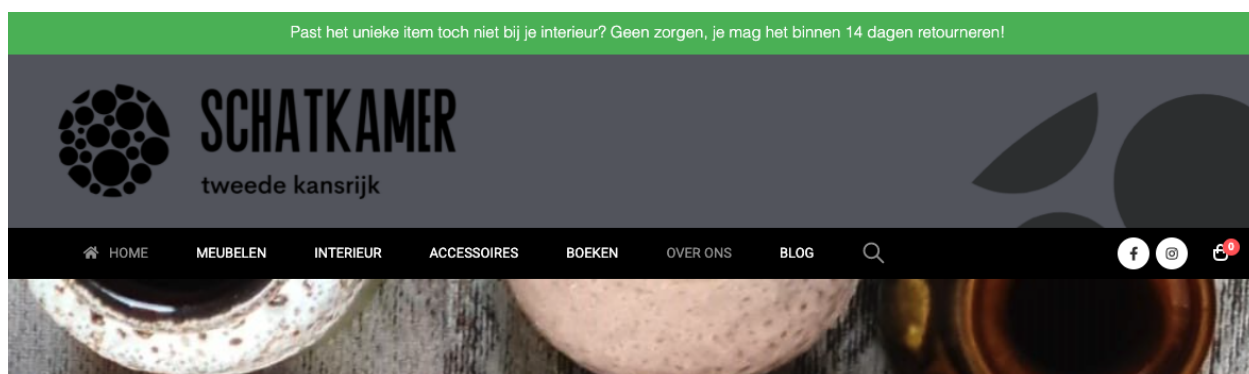 Past het unieke item toch niet bij je interieur? Geen zorgen, je mag het binnen 14 dagen retourneren!
SCHATKAMER
tweede kansrijk
HOME MEUBELEN INTERIEUR ACCESSOIRES BOEKEN OVER ONS BLOG f 0